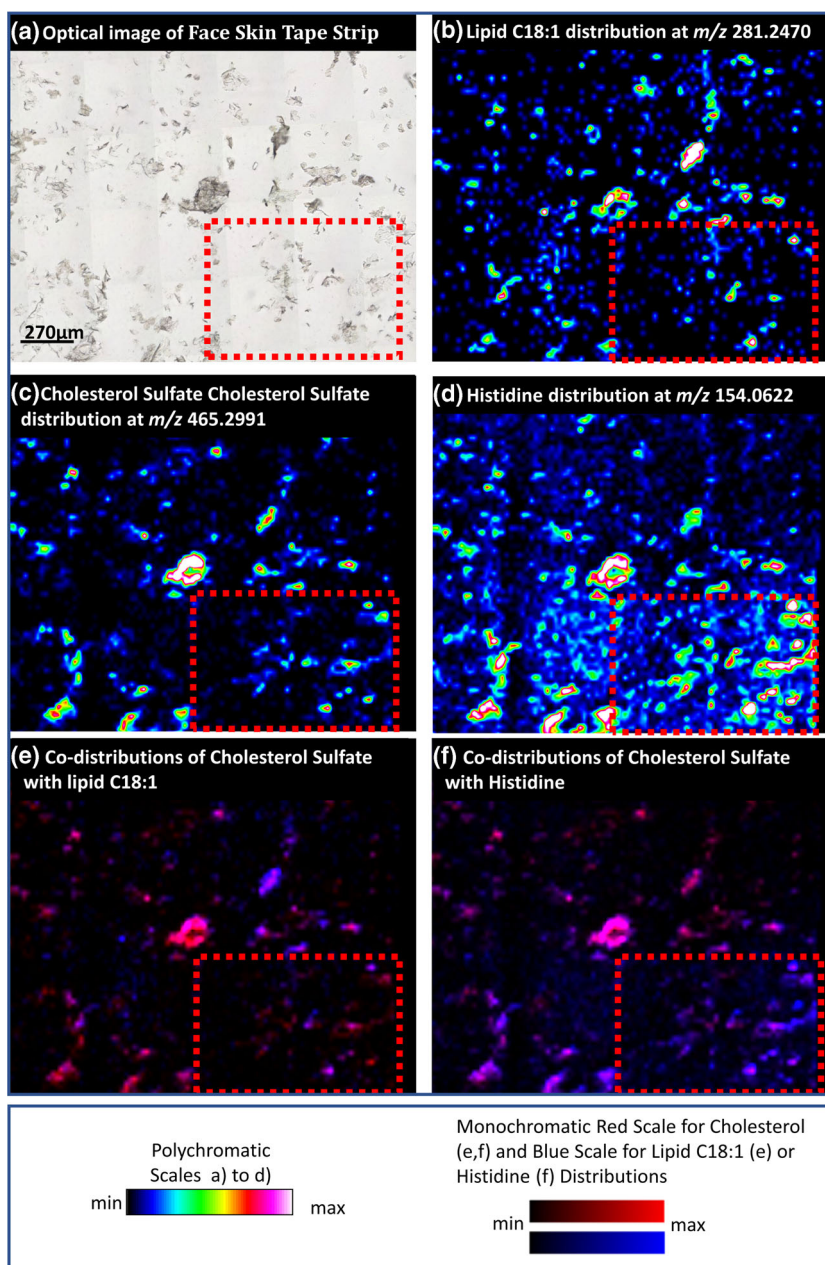 (a) Optical image of Face Skin Tape Strip
(b) Lipid C18:1 distribution at m/z 281.2470
270µm
(c) Cholesterol Sulfate Cholesterol Sulfate
distribution at m/z 465.2991
(d) Histidine distribution at m/z 154.0622
(e) Co-distributions of Cholesterol Sulfate
with lipid C18:1
(f) Co-distributions of Cholesterol Sulfate
with Histidine
Polychromatic
Scales a) to d)
min max
Monochromatic Red Scale for Cholesterol
(e,f) and Blue Scale for Lipid C18:1 (e) or
Histidine (f) Distributions
min max